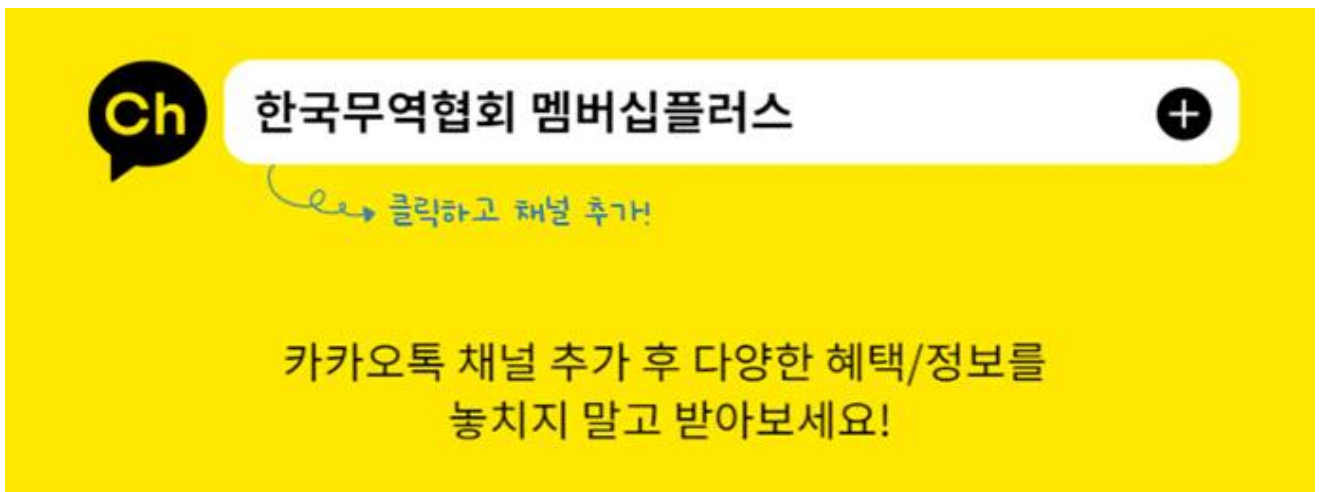 Ch
한국무역협회 멤버십플러스
클릭하고 채널 추가!
카카오톡 채널 추가 후 다양한 혜택/정보를
놓치지 말고 받아보세요!